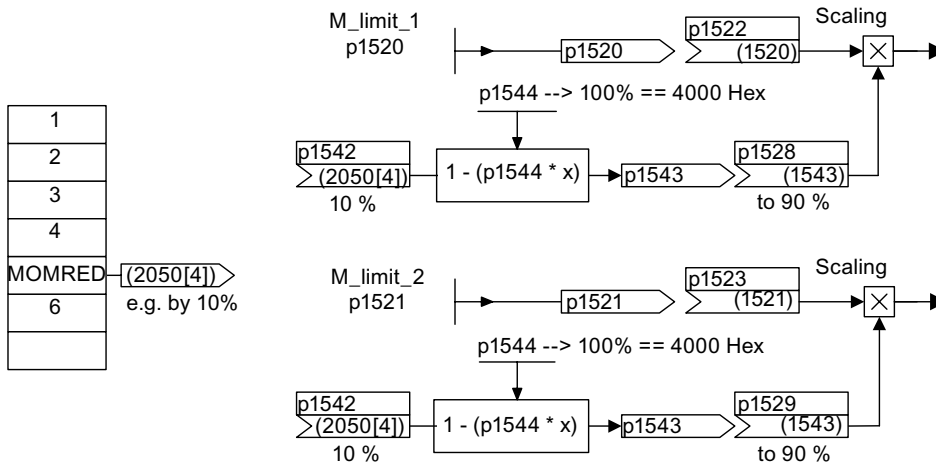 M_limit_1
p1520
p1520
p1522
(1520)
Scaling
p1544 --> 100% == 4000 Hex
p1542
(2050[4])
10 %
1 - (p1544 * x)
p1543
p1528
(1543)
to 90 %
1
2
3
4
MOMRED
(2050[4])
e.g. by 10%
6
M_limit_2
p1521
p1521
p1523
(1521)
Scaling
p1544 --> 100% == 4000 Hex
p1542
(2050[4])
10 %
1 - (p1544 * x)
p1543
p1529
(1543)
to 90 %